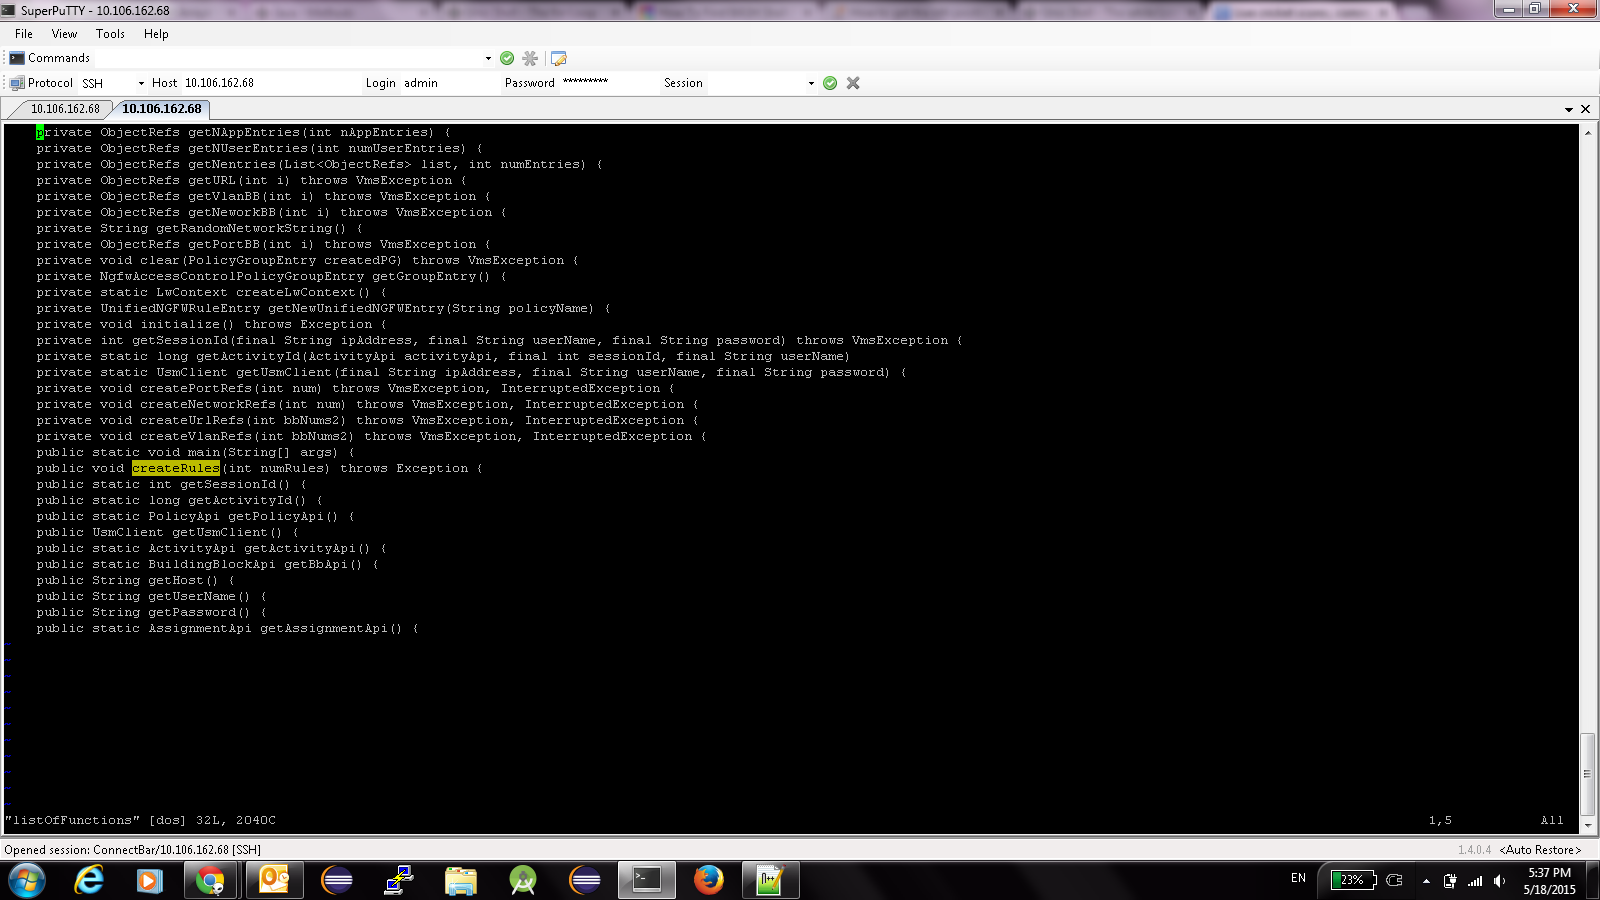 SuperPuTTY - 10.106.162.68
File View Tools Help
Commands
Protocol SSH Host 10.106.162.68 Login admin Password ********* Session
10.106.162.68 10.106.162.68
private ObjectRefs getNAppEntries(int nAppEntries) {
private ObjectRefs getNUserEntries(int numUserEntries) {
private ObjectRefs getNentries(List<ObjectRefs> list, int numEntries) {
private ObjectRefs getURL(int i) throws VmsException {
private ObjectRefs getVlanBB(int i) throws VmsException {
private ObjectRefs getNeworkBB(int i) throws VmsException {
private String getRandomNetworkString() {
private ObjectRefs getPortBB(int i) throws VmsException {
private void clear(PolicyGroupEntry createdPG) throws VmsException {
private NgfwAccessControlPolicyGroupEntry getGroupEntry() {
private static LwContext createLwContext() {
private UnifiedNGFWRuleEntry getNewUnifiedNGFWEntry(String policyName) {
private void initialize() throws Exception {
private int getSessionId(final String ipAddress, final String userName, final String password) throws VmsException {
private static long getActivityId(ActivityApi activityApi, final int sessionId, final String userName)
private static UsmClient getUsmClient(final String ipAddress, final String userName, final String password) {
private void createPortRefs(int num) throws VmsException, InterruptedException {
private void createNetworkRefs(int num) throws VmsException, InterruptedException {
private void createUrlRefs(int bbNums2) throws VmsException, InterruptedException {
private void createVlanRefs(int bbNums2) throws VmsException, InterruptedException {
public static void main(String[] args) {
public void createRules(int numRules) throws Exception {
public static int getSessionId() {
public static long getActivityId() {
public static PolicyApi getPolicyApi() {
public UsmClient getUsmClient() {
public static ActivityApi getActivityApi() {
public static BuildingBlockApi getBbApi() {
public String getHost() {
public String getUserName() {
public String getPassword() {
public static AssignmentApi getAssignmentApi() {
~
~
~
~
~
~
~
~
~
~
~
"listOfFunctions" [dos] 32L, 2040C 1,5 All
Opened session: ConnectBar/10.106.162.68 [SSH] 1.4.0.4 <Auto Restore>
EN 23% 5:37 PM
5/18/2015